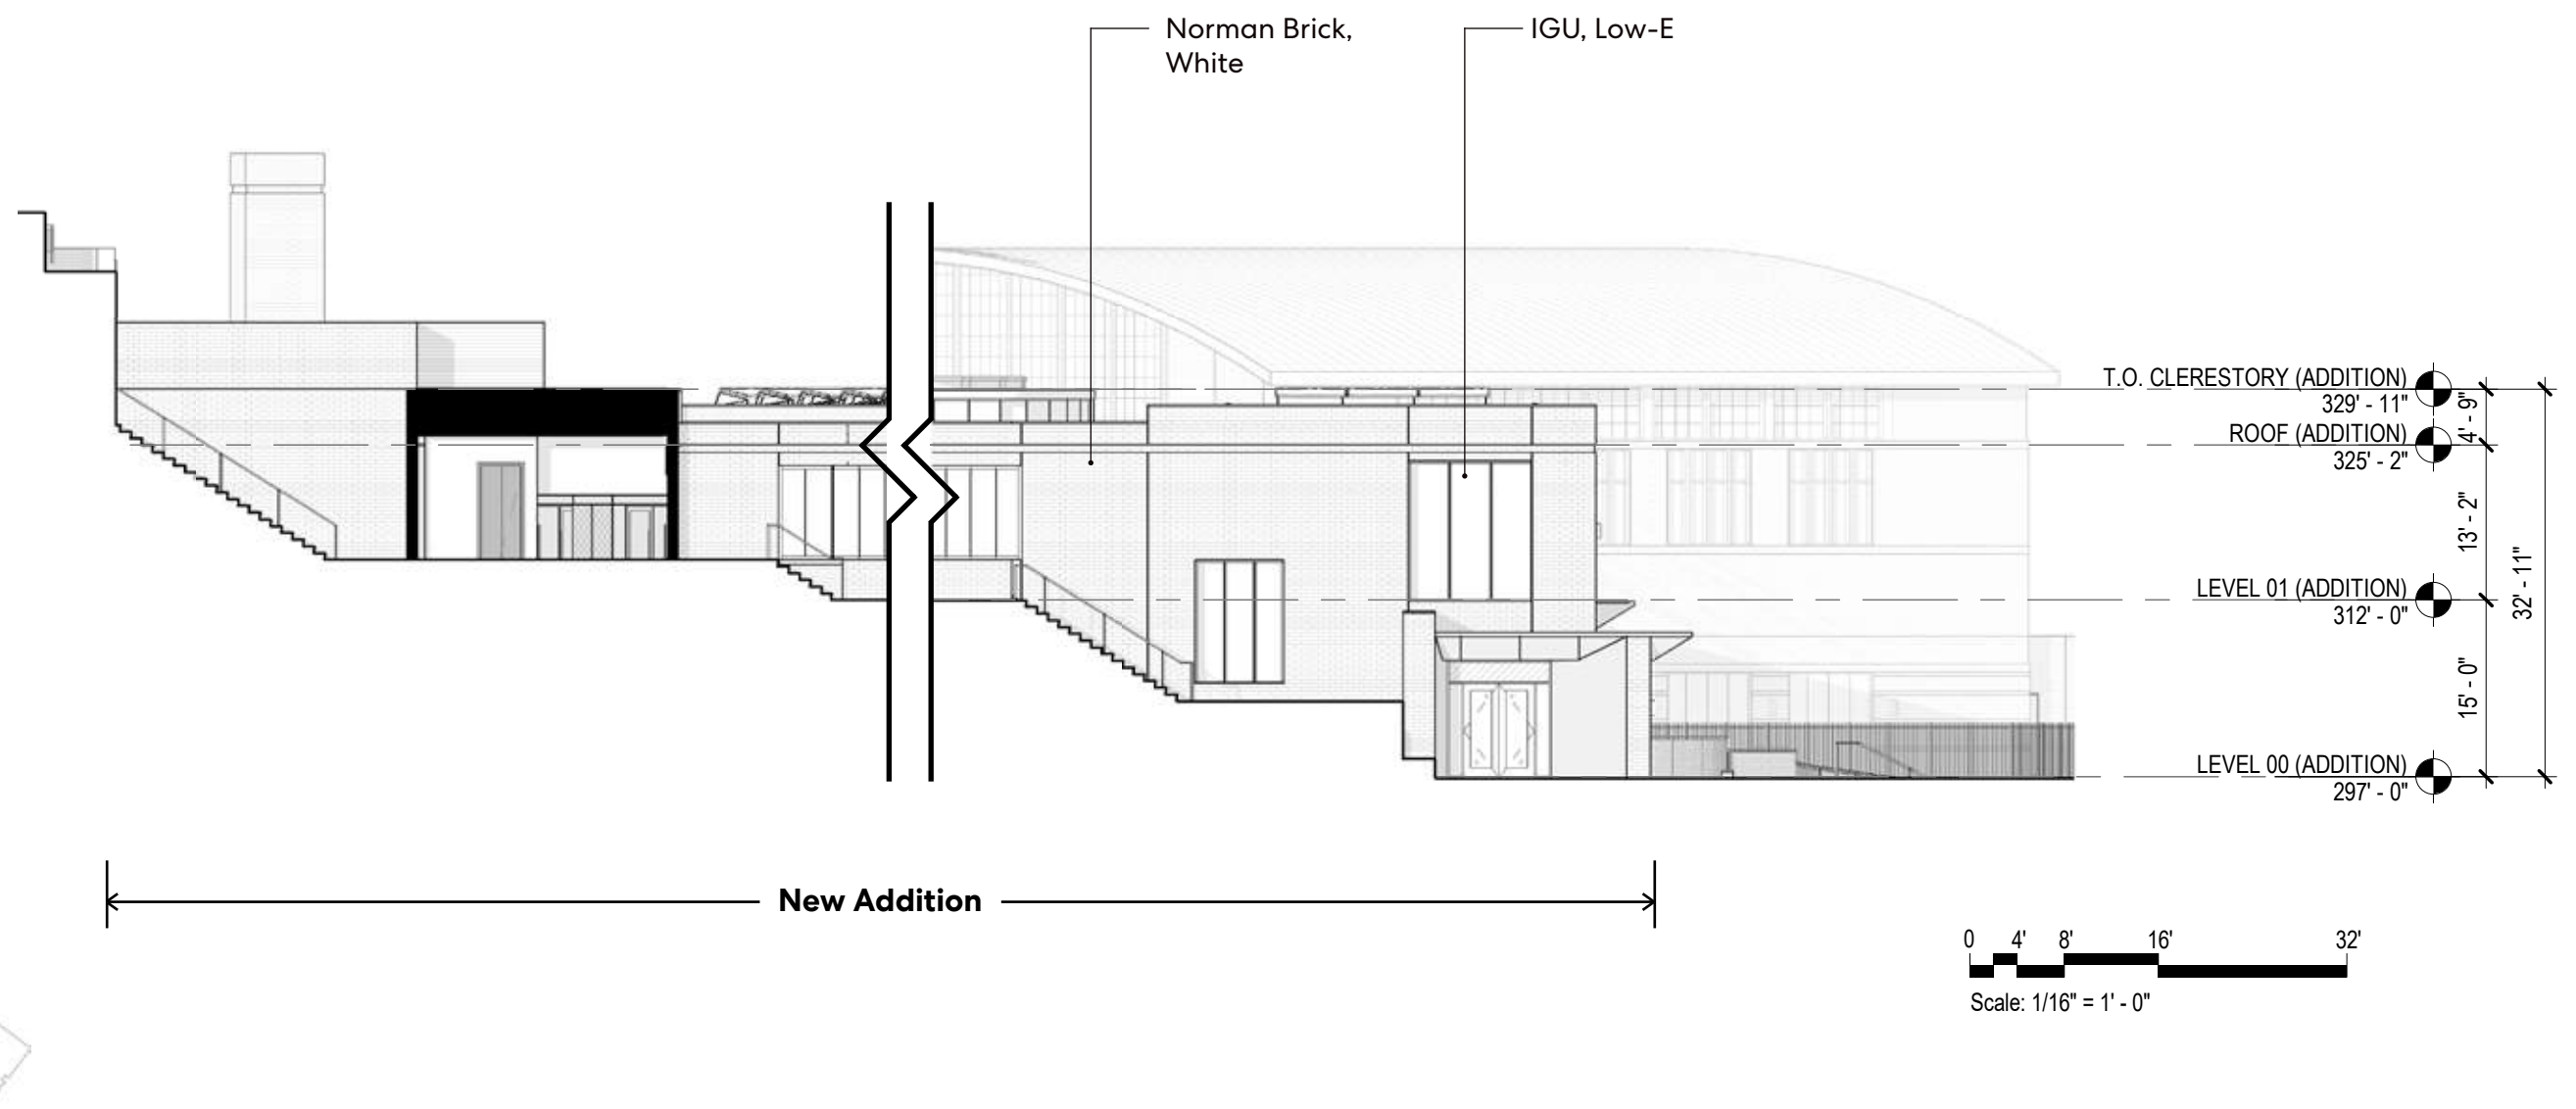 Norman Brick,
White
IGU, Low-E
T.O. CLERESTORY (ADDITION)
329' - 11"
4' - 9"
ROOF (ADDITION)
325' - 2"
13' - 2"
32' - 11"
LEVEL 01 (ADDITION)
312' - 0"
15' - 0"
LEVEL 00 (ADDITION)
297' - 0"
New Addition
0 4' 8' 16' 32'
Scale: 1/16" = 1' - 0"